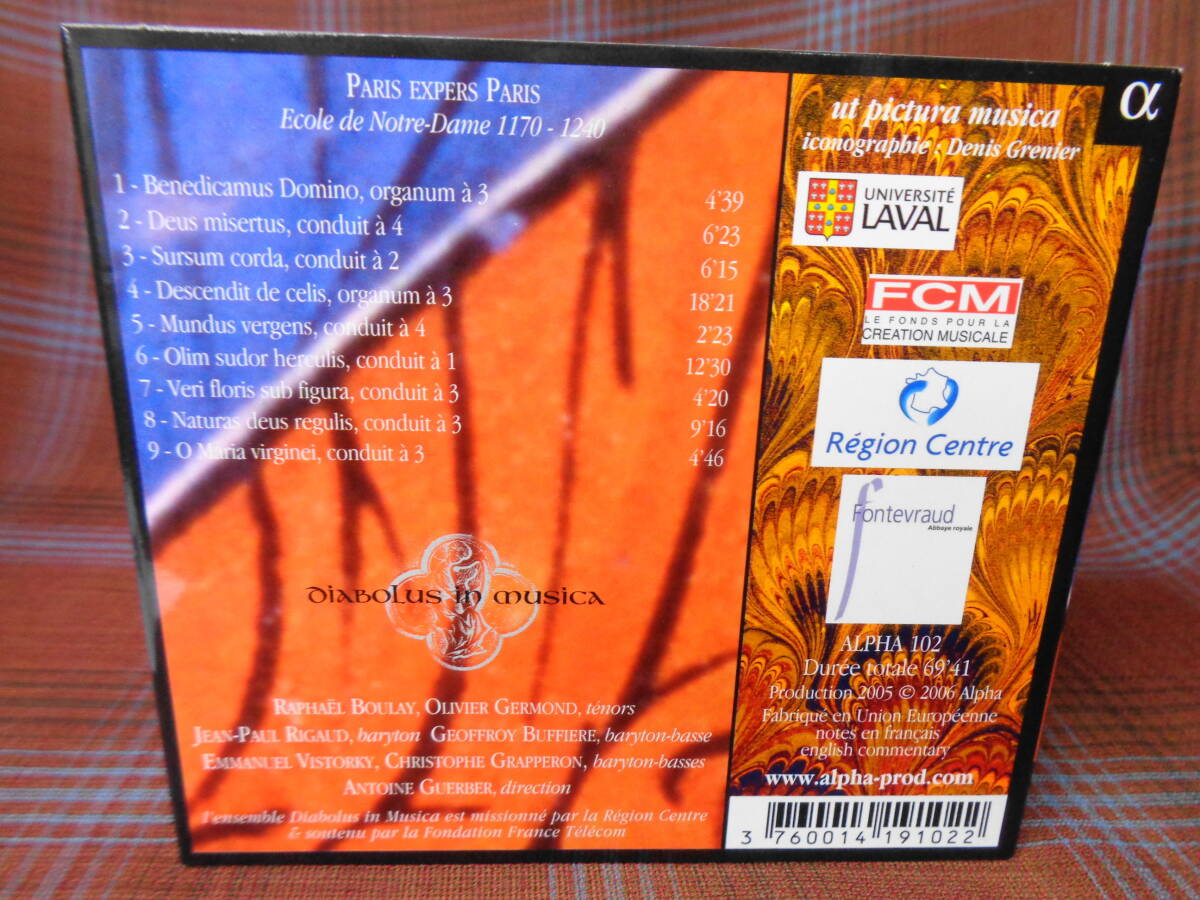 Paris expers Paris
Ecole de Notre-Dame 1170 - 1240
1 - Benedicamus Domino, organum à 3 4'39
2 - Deus misertus, conduit à 4 6'23
3 - Sursum corda, conduit à 2 6'15
4 - Descendit de celis, organum à 3 18'21
5 - Mundus vergens, conduit à 4 2'23
6 - Olim sudor herculis, conduit à 1 12'30
7 - Veri floris sub figura, conduit à 3 4'20
8 - Naturas deus regulis, conduit à 3 9'16
9 - O Maria virginei, conduit à 3 4'46
Diabolus in musica
Raphaël Boulay, Olivier Germond, ténors
Jean-Paul Rigaud, baryton Geoffroy Buffiere, baryton-basse
Emmanuel Vistorky, Christophe Grapperon, baryton-basses
Antoine Guerber, direction
l'ensemble Diabolus in Musica est missionné par la Région Centre
& soutenu par la Fondation France Télécom
α
ut pictura musica
iconographie : Denis Grenier
UNIVERSITÉ
LAVAL
FCM
LE FONDS POUR LA
CREATION MUSICALE
Région Centre
Fontevraud
Abbaye royale
ALPHA 102
Durée totale 69'41
Production 2005 © 2006 Alpha
Fabriqué en Union Européenne
notes en français
english commentary
www.alpha-prod.com
3 760014 191022